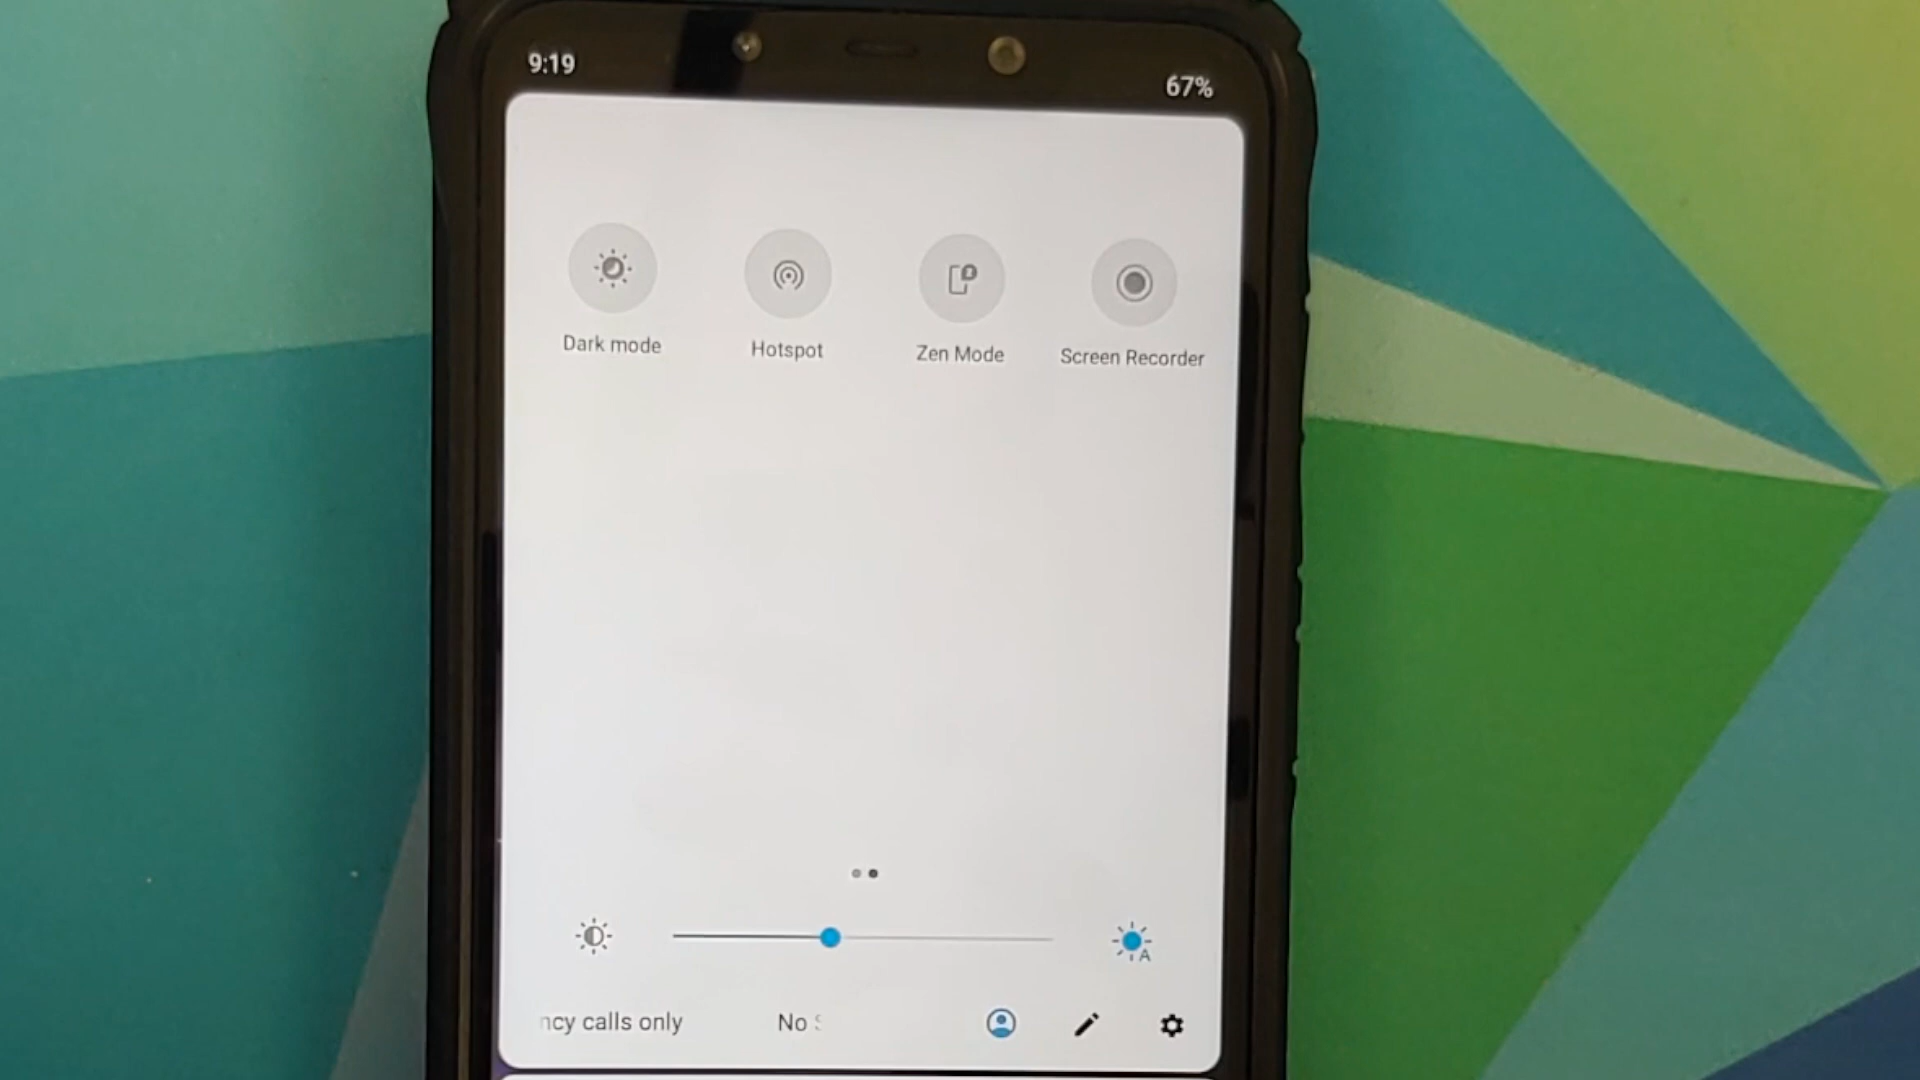 9:19
67%
Dark mode
Hotspot
Zen Mode
Screen Recorder
A
ncy calls only
No